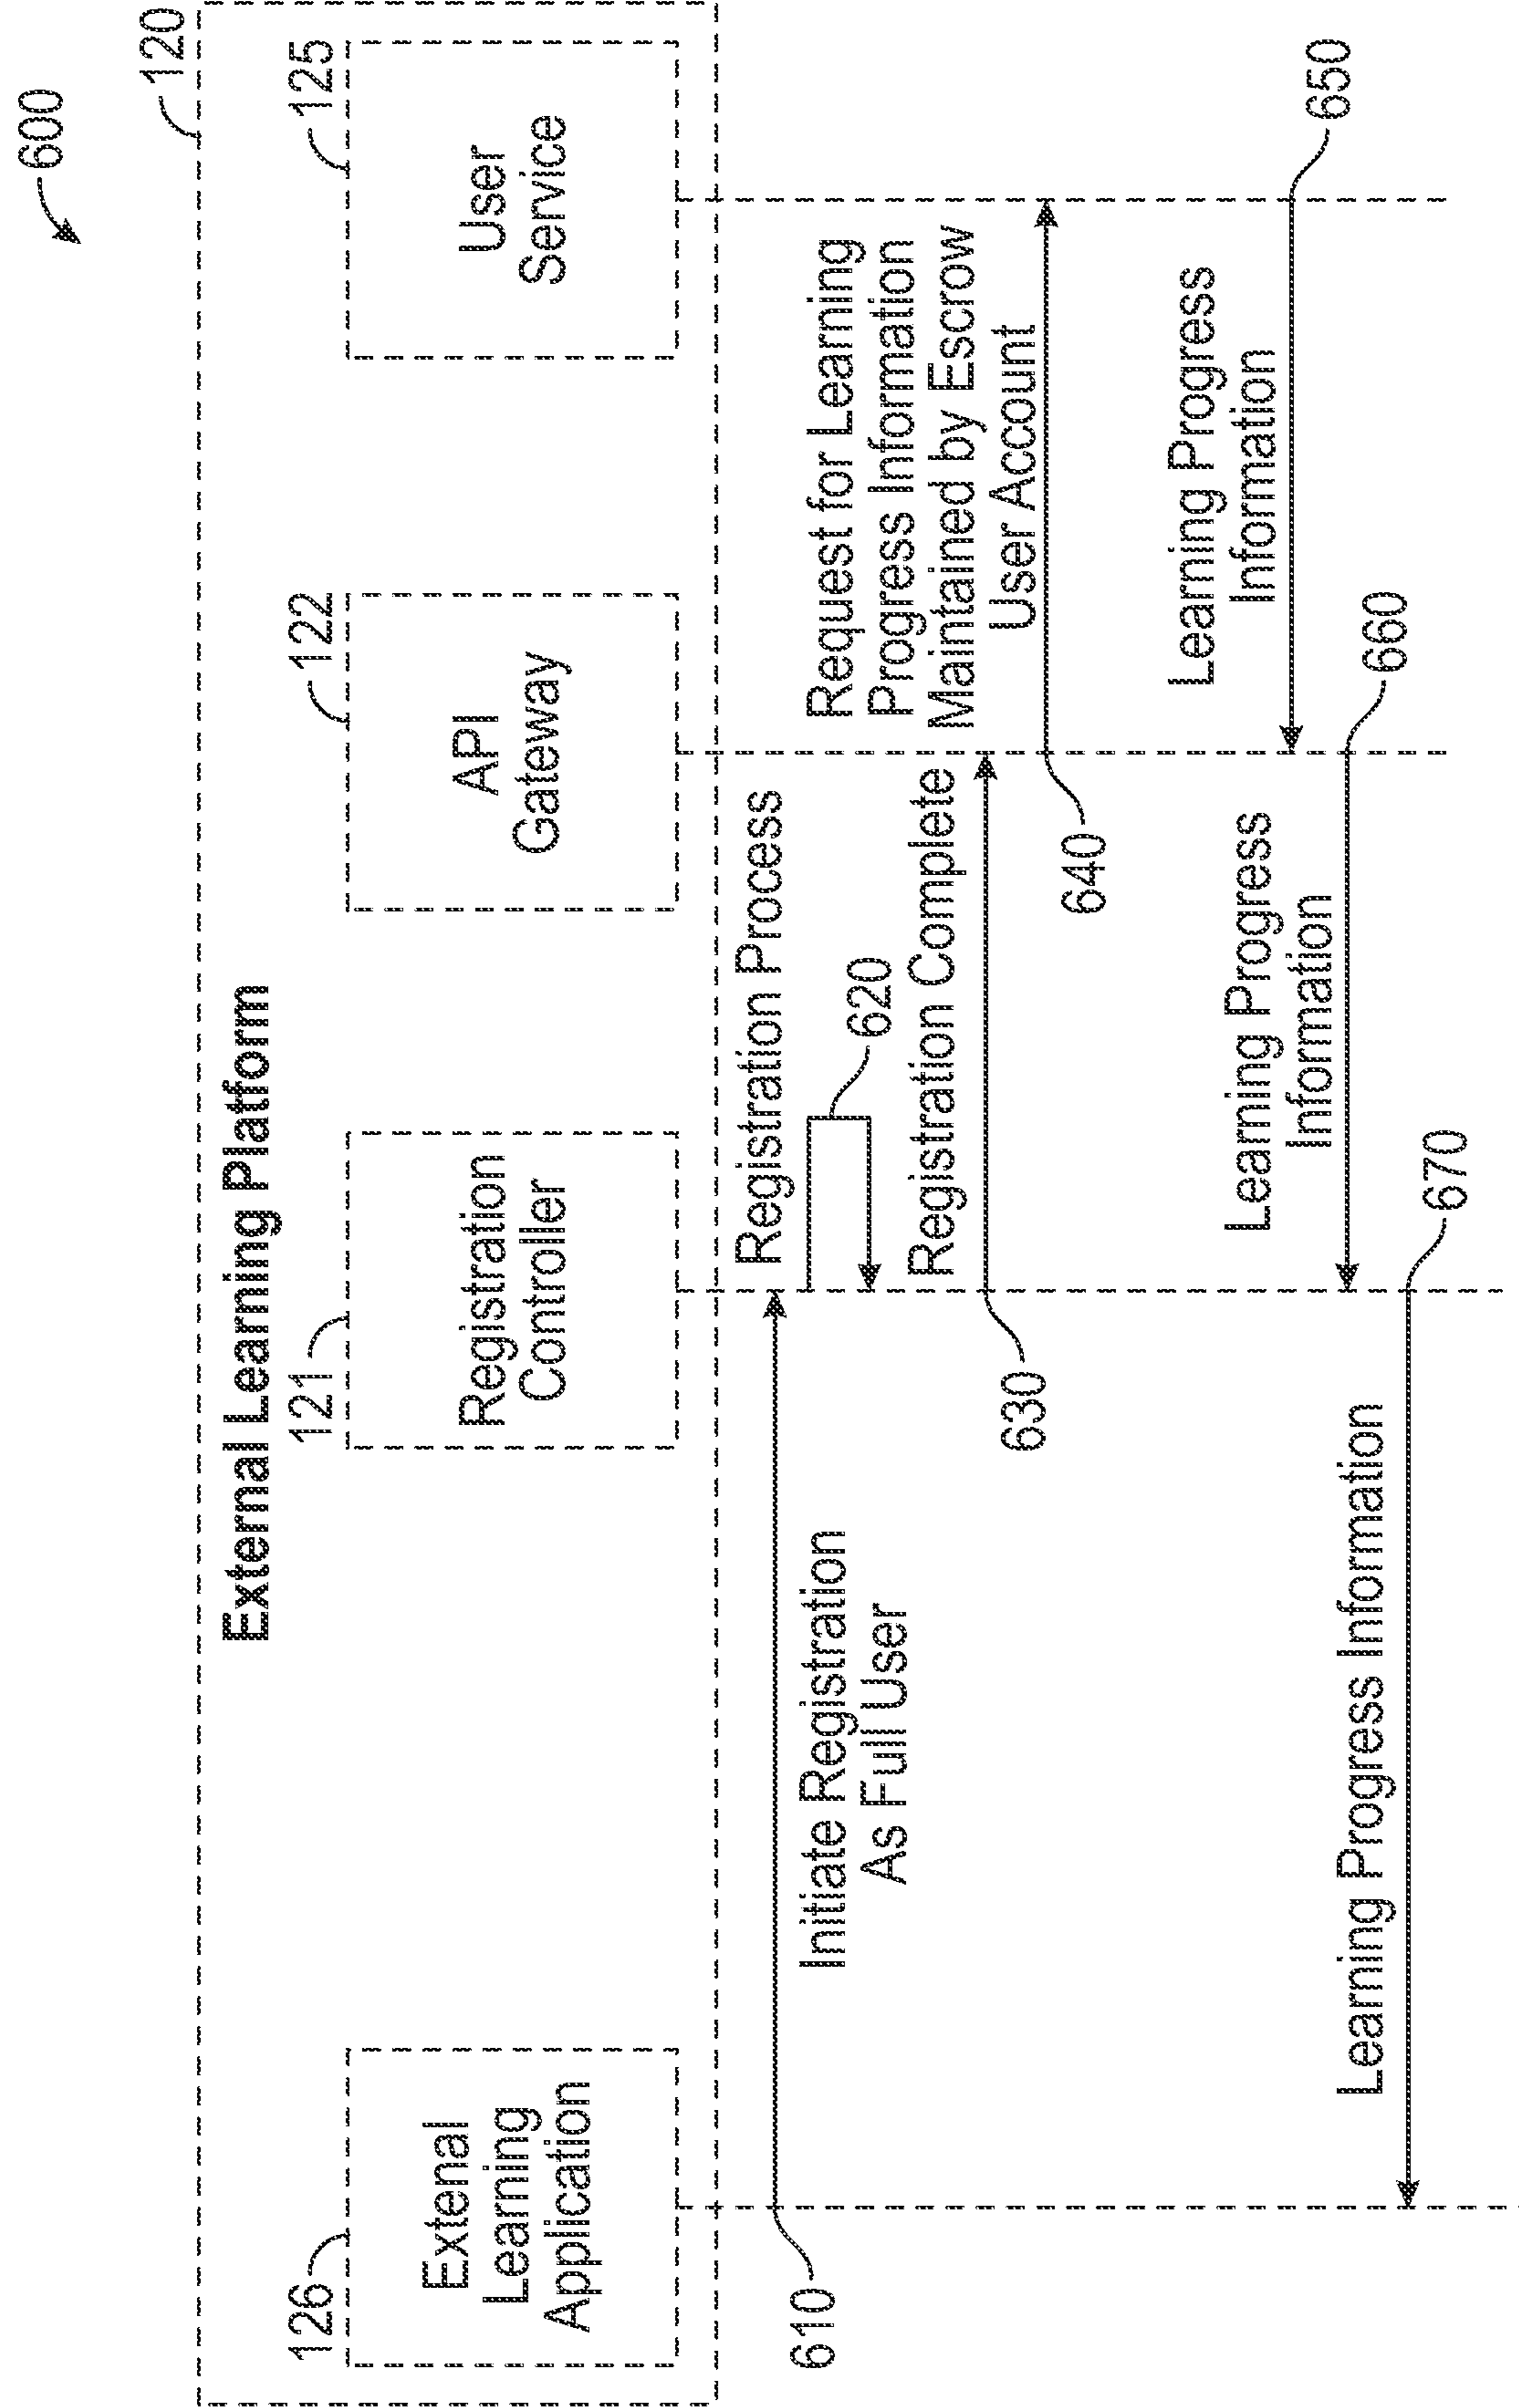 600
120
External Learning Platform
126
121
122
125
Extenal
Learning
Application
Registration
Controller
API
Gateway
User
Service
610
Initiate Registration
As Full User
Registration Process
620
Registration Complete
630
Request for Learning
Progress Information
Maintained by Escrow
User Account
640
Learning Progress
Information
650
Learning Progress
Information
660
Learning Progress Information
670